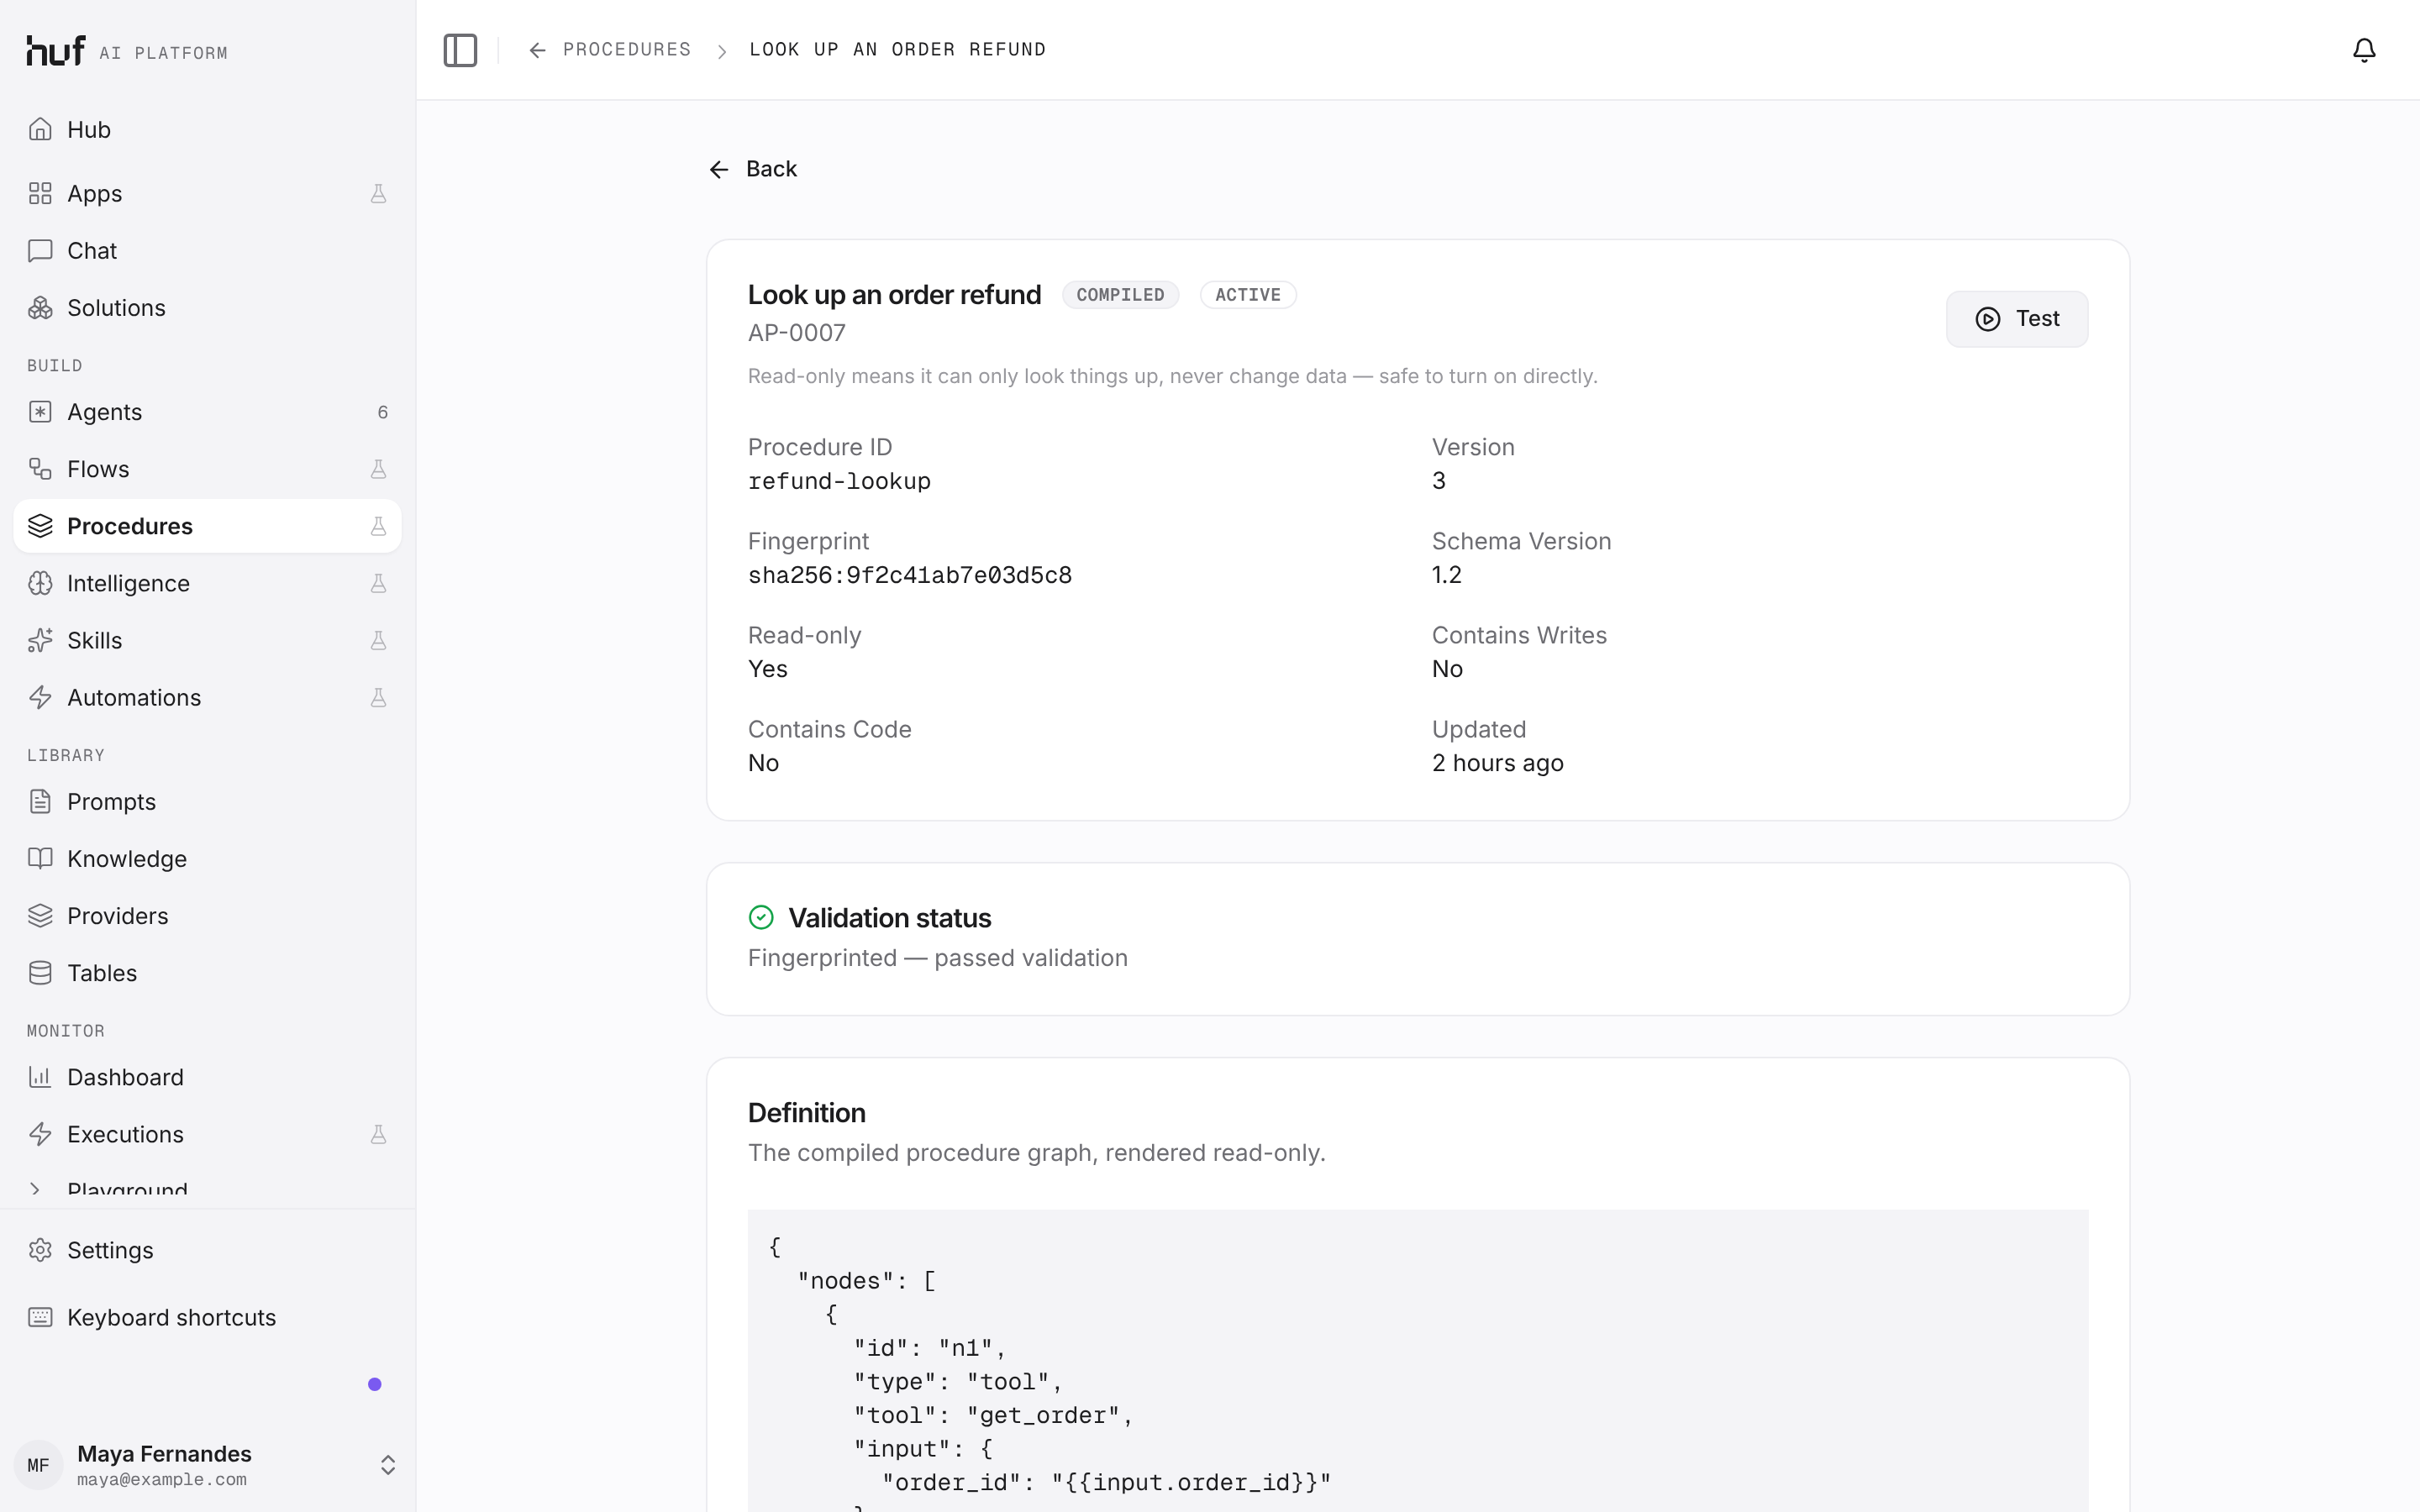 huf AI PLATFORM
Hub
Apps
Chat
Solutions
BUILD
Agents 6
Flows
Procedures
Intelligence
Skills
Automations
LIBRARY
Prompts
Knowledge
Providers
Tables
MONITOR
Dashboard
Executions
Playground
Settings
Keyboard shortcuts
MF
Maya Fernandes
maya@example.com
PROCEDURES
LOOK UP AN ORDER REFUND
Back
Look up an order refund COMPILED ACTIVE
AP-0007
Read-only means it can only look things up, never change data — safe to turn on directly.
Test
Procedure ID
refund-lookup
Version
3
Fingerprint
sha256:9f2c41ab7e03d5c8
Schema Version
1.2
Read-only
Yes
Contains Writes
No
Contains Code
No
Updated
2 hours ago
Validation status
Fingerprinted — passed validation
Definition
The compiled procedure graph, rendered read-only.
{
"nodes": [
{
"id": "n1",
"type": "tool",
"tool": "get_order",
"input": {
"order_id": "{{input.order_id}}"
}